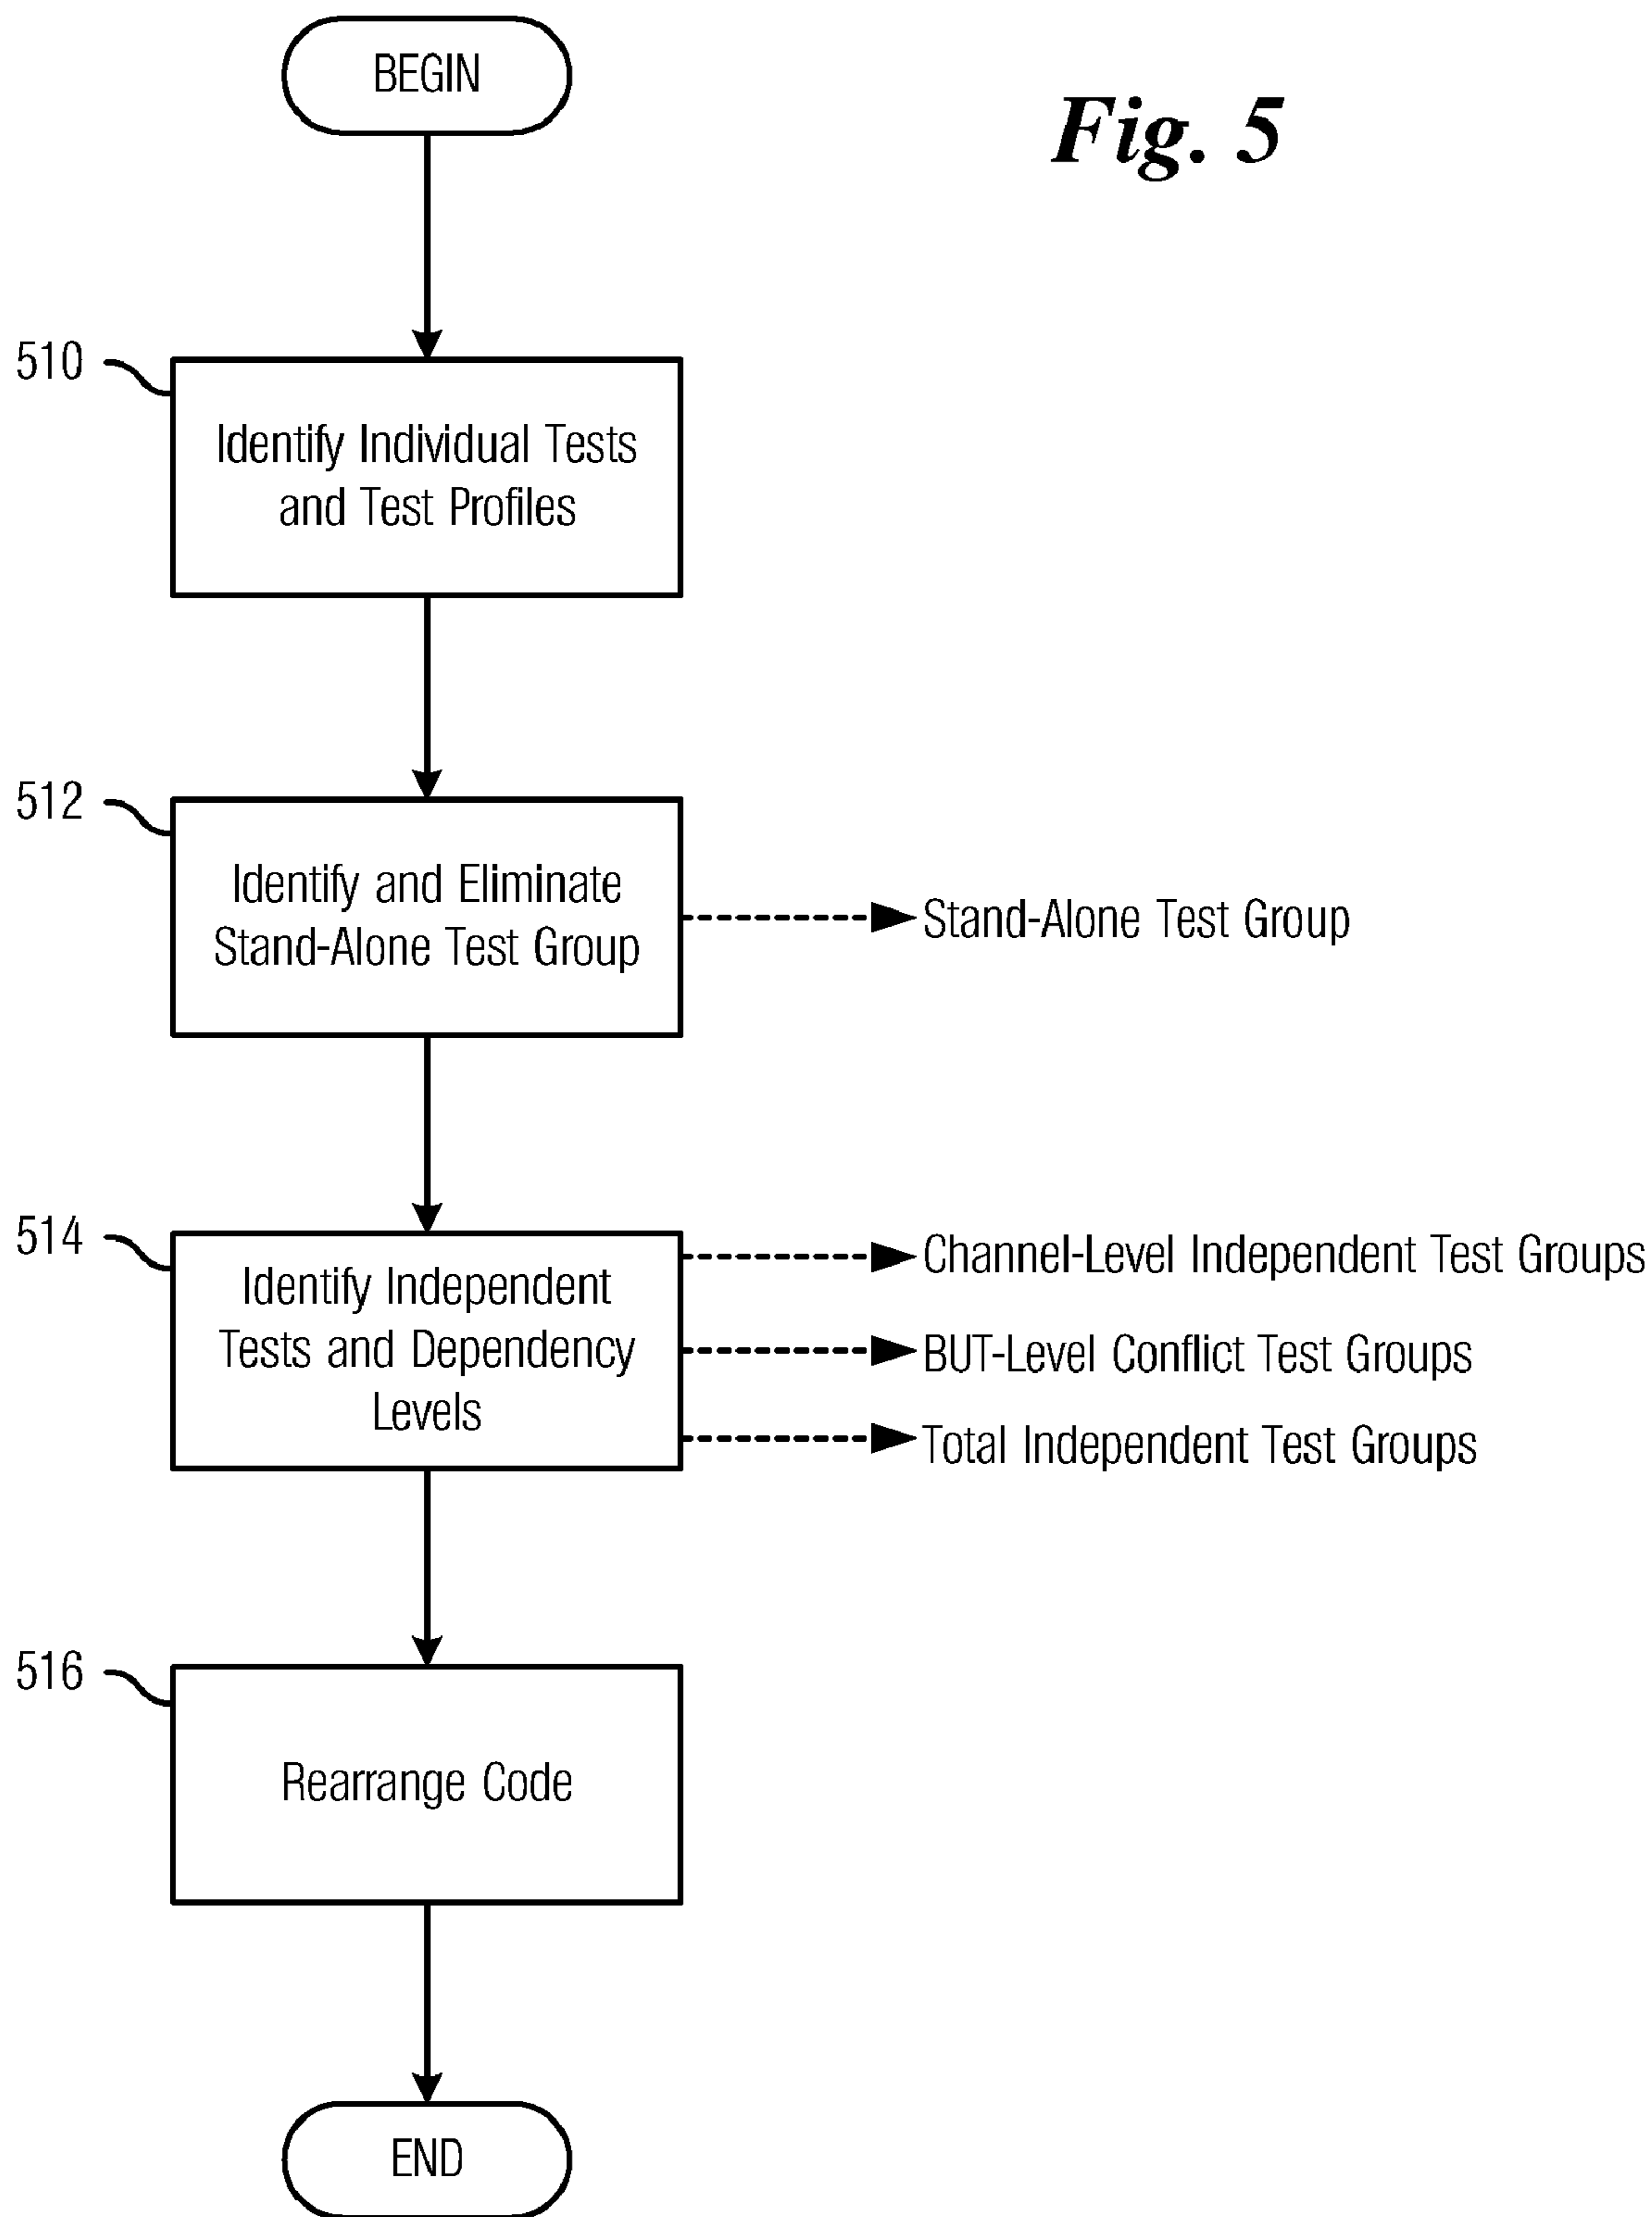 BEGIN
Fig. 5
510
Identify Individual Tests
and Test Profiles
512
Identify and Eliminate
Stand-Alone Test Group
Stand-Alone Test Group
514
Identify Independent
Tests and Dependency
Levels
Channel-Level Independent Test Groups
BUT-Level Conflict Test Groups
Total Independent Test Groups
516
Rearrange Code
END